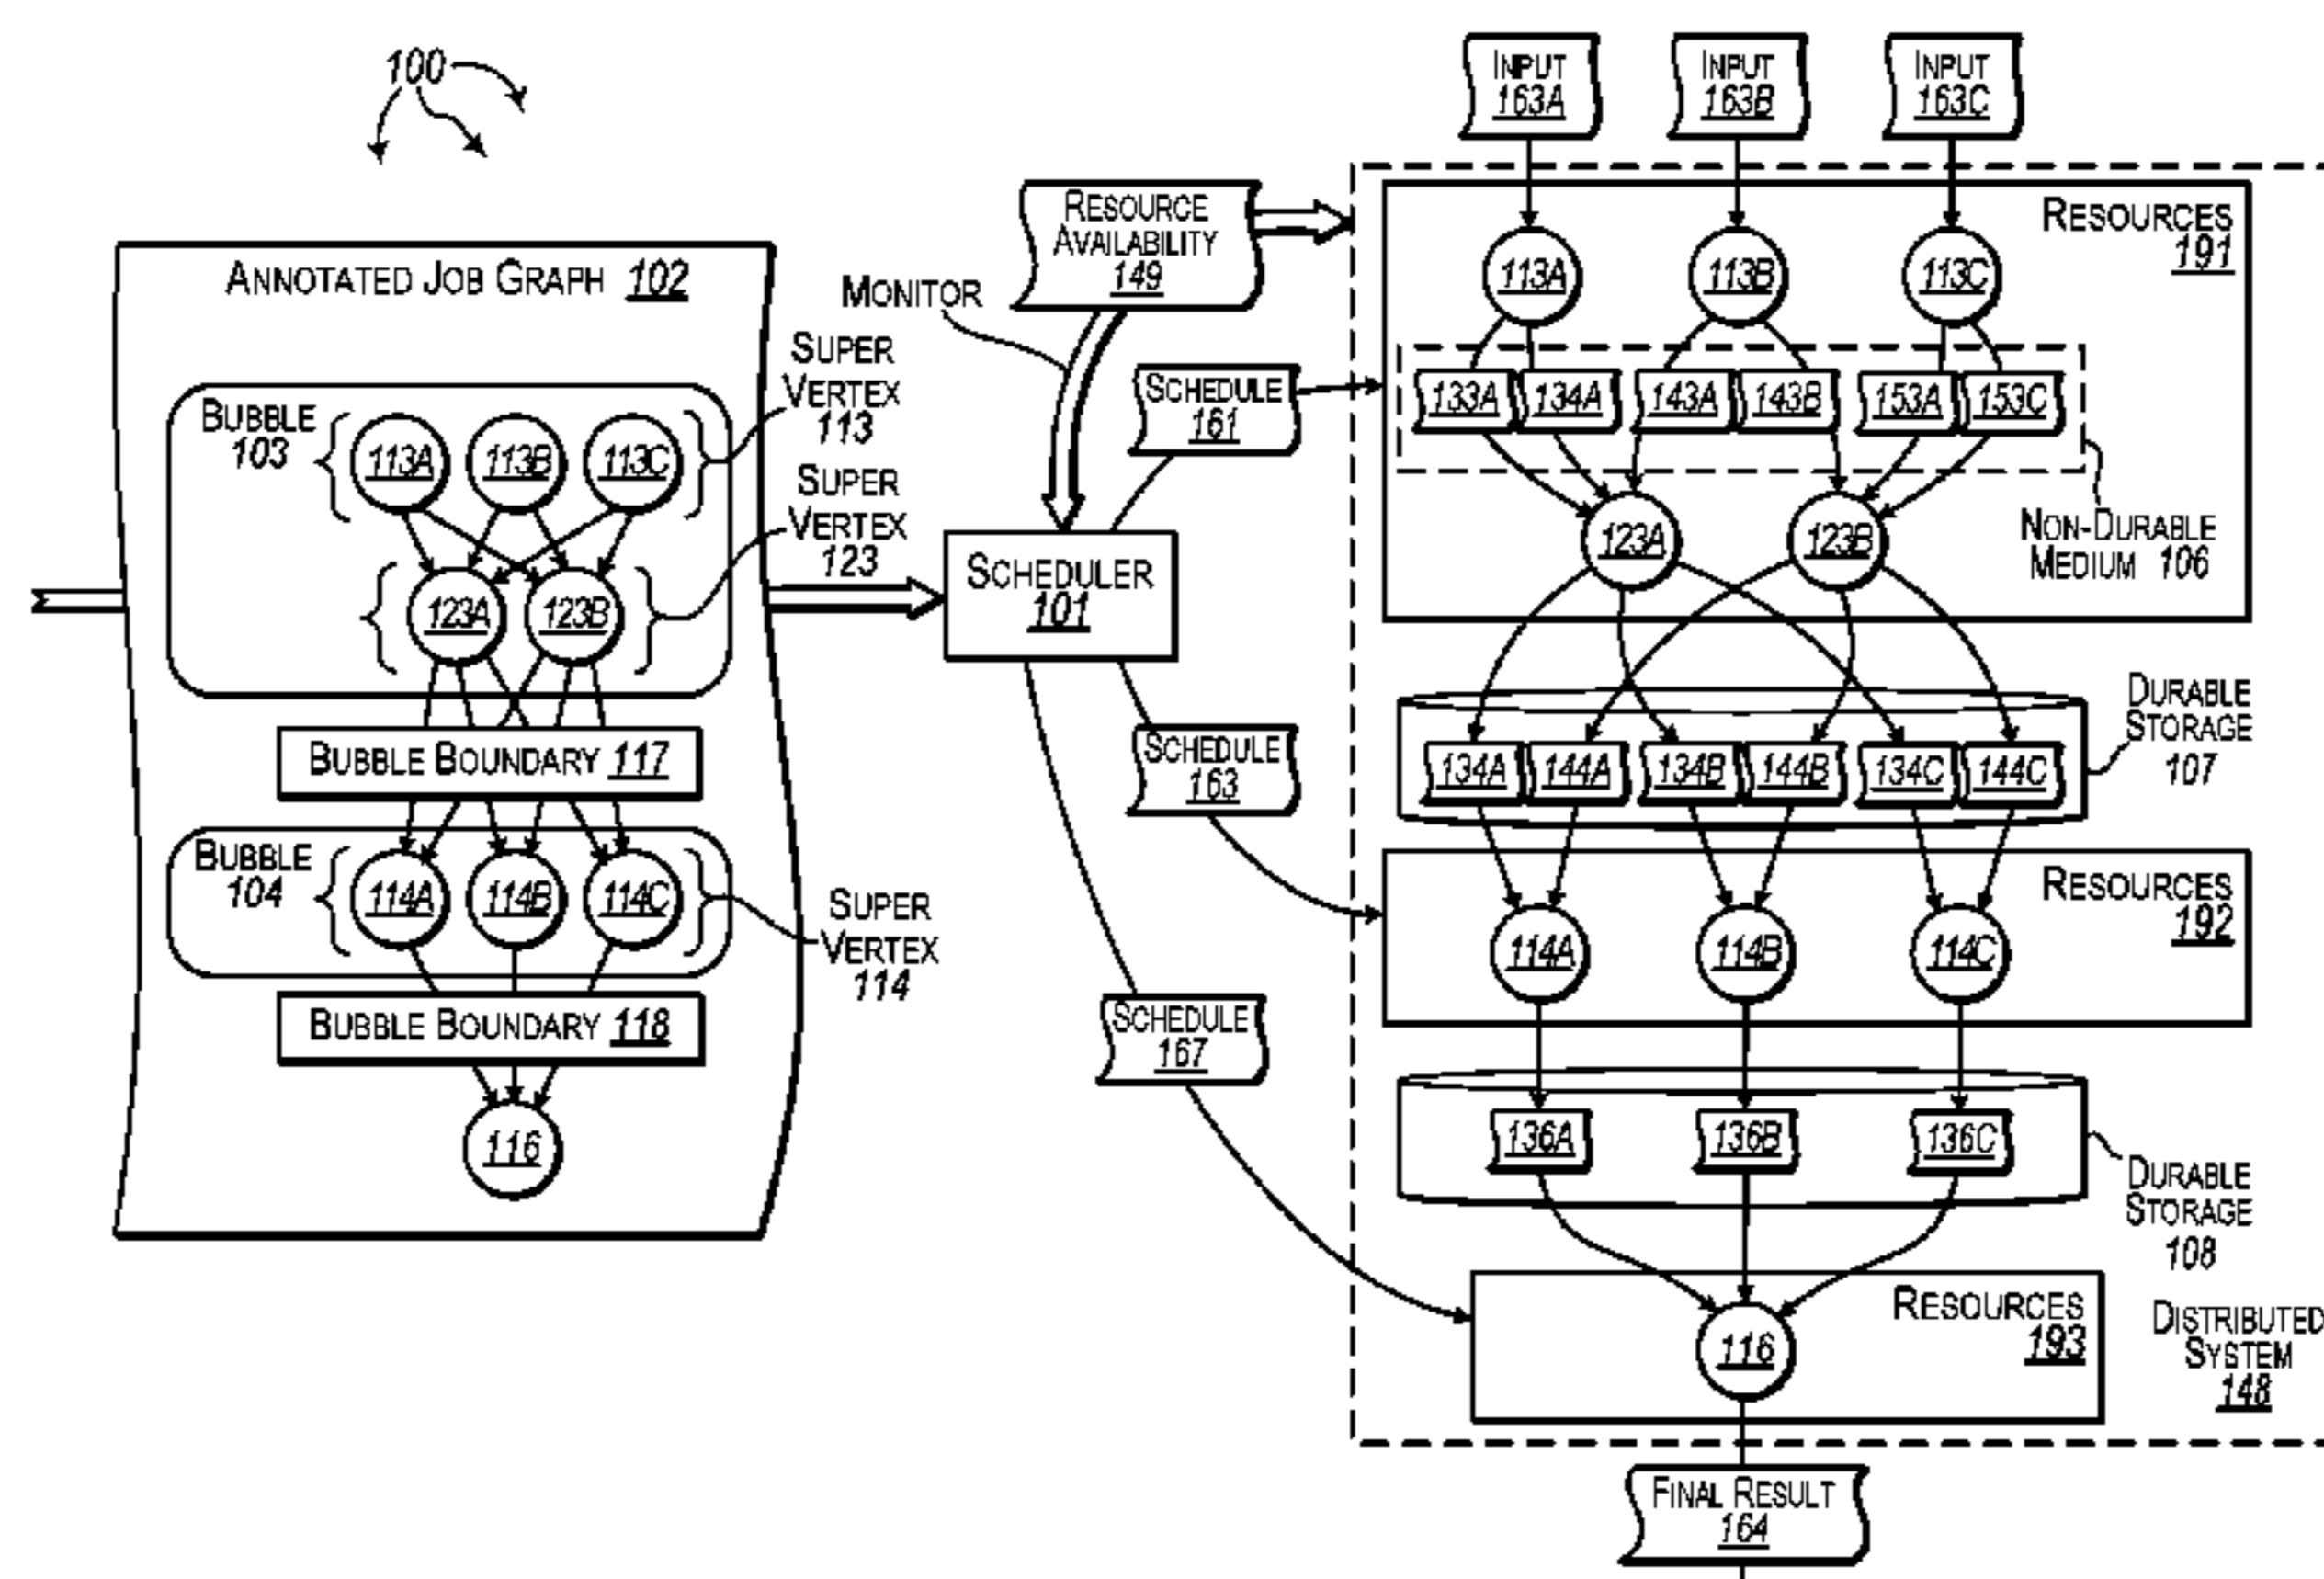 100
ANNOTATED JOB GRAPH 102
BUBBLE
103
113A
113B
113C
SUPER
VERTEX
113
123A
123B
SUPER
VERTEX
123
BUBBLE BOUNDARY 117
BUBBLE
104
114A
114B
114C
SUPER
VERTEX
114
BUBBLE BOUNDARY 118
116
MONITOR
RESOURCE
AVAILABILITY
149
SCHEDULER
101
SCHEDULE
161
SCHEDULE
163
SCHEDULE
167
INPUT
163A
INPUT
163B
INPUT
163C
RESOURCES
191
113A
113B
113C
133A
134A
143A
143B
153A
153C
123A
123B
NON-DURABLE
MEDIUM 106
DURABLE
STORAGE
107
134A
144A
134B
144B
134C
144C
RESOURCES
192
114A
114B
114C
136A
136B
136C
DURABLE
STORAGE
108
RESOURCES
193
116
DISTRIBUTED
SYSTEM
148
FINAL RESULT
164